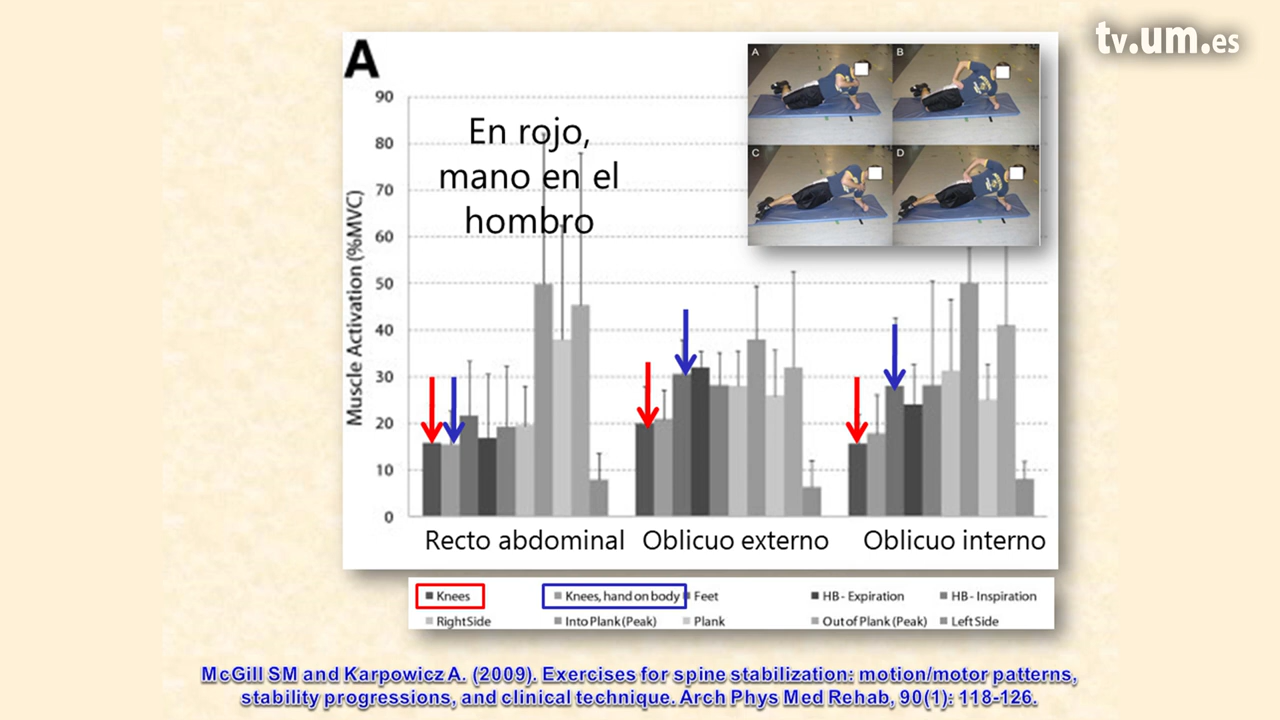 tv.um.es
A
A
B
C
D
En rojo,
mano en el
hombro
Muscle Activation (%MVC)
90
80
70
60
50
40
30
20
10
0
Recto abdominal
Oblicuo externo
Oblicuo interno
Knees
Knees, hand on body
Feet
HB - Expiration
HB - Inspiration
Right Side
Into Plank (Peak)
Plank
Out of Plank (Peak)
Left Side
McGill SM and Karpowicz A. (2009). Exercises for spine stabilization: motion/motor patterns,
stability progressions, and clinical technique. Arch Phys Med Rehab, 90(1): 118-126.